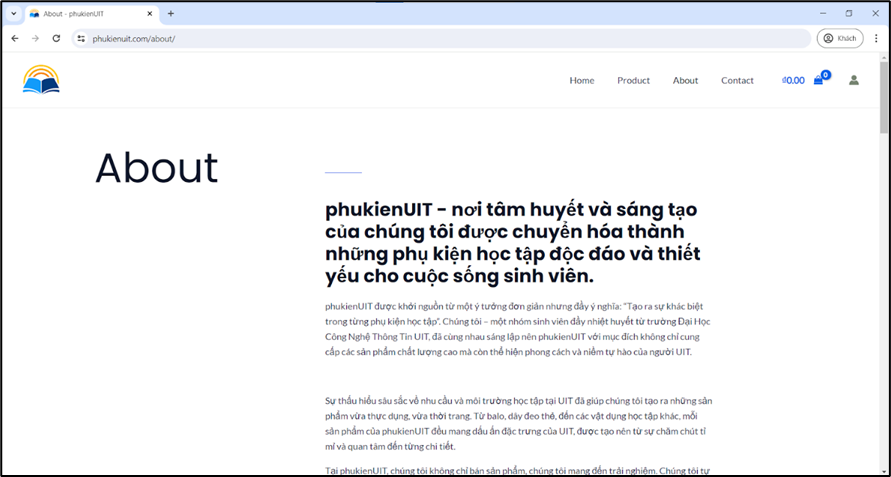 About - phukienUIT
phukienuit.com/about/
Khách
Home Product About Contact ₫0.00 0
About
phukienUIT - nơi tâm huyết và sáng tạo
của chúng tôi được chuyển hóa thành
những phụ kiện học tập độc đáo và thiết
yếu cho cuộc sống sinh viên.
phukienUIT được khởi nguồn từ một ý tưởng đơn giản nhưng đầy ý nghĩa: "Tạo ra sự khác biệt
trong từng phụ kiện học tập". Chúng tôi – một nhóm sinh viên đầy nhiệt huyết từ trường Đại Học
Công Nghệ Thông Tin UIT, đã cùng nhau sáng lập nên phukienUIT với mục đích không chỉ cung
cấp các sản phẩm chất lượng cao mà còn thể hiện phong cách và niềm tự hào của người UIT.
Sự thấu hiểu sâu sắc về nhu cầu và môi trường học tập tại UIT đã giúp chúng tôi tạo ra những sản
phẩm vừa thực dụng, vừa thời trang. Từ balo, dây đeo thẻ, đến các vật dụng học tập khác, mỗi
sản phẩm của phukienUIT đều mang dấu ấn đặc trưng của UIT, được tạo nên từ sự chăm chút tỉ
mỉ và quan tâm đến từng chi tiết.
Tại phukienUIT, chúng tôi không chỉ bán sản phẩm, chúng tôi mang đến trải nghiệm. Chúng tôi tự